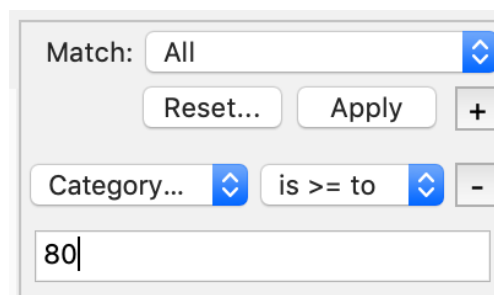 Match: All
Reset... Apply +
Category... is >= to -
80